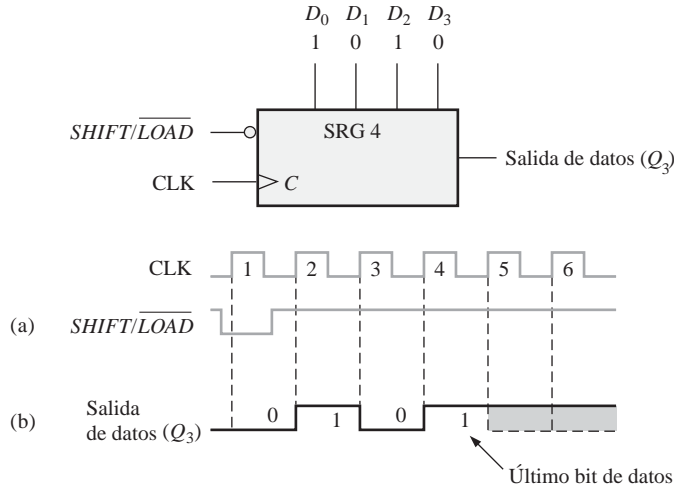 D0 D1 D2 D3
1 0 1 0
SHIFT/LOAD
SRG 4
Salida de datos (Q3)
CLK
C
CLK
1 2 3 4 5 6
(a)
SHIFT/LOAD
(b)
Salida
de datos (Q3)
0 1 0 1
Último bit de datos